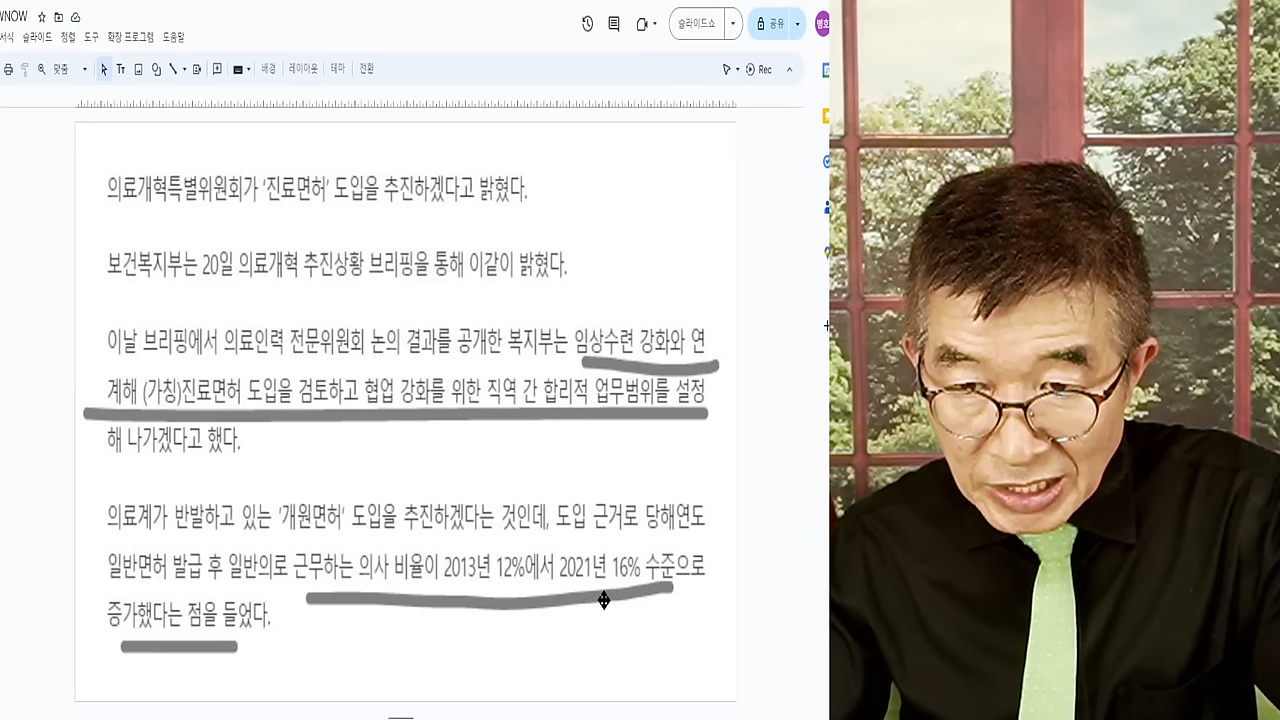 WNOW
서식 슬라이드 정렬 도구 확장 프로그램 도움말
슬라이드쇼
공유
병호
맞춤
Tт
배경 레이아웃 테마 전환
Rec
의료개혁특별위원회가 '진료면허' 도입을 추진하겠다고 밝혔다.
보건복지부는 20일 의료개혁 추진상황 브리핑을 통해 이같이 밝혔다.
이날 브리핑에서 의료인력 전문위원회 논의 결과를 공개한 복지부는 임상수련 강화와 연
계해 (가칭)진료면허 도입을 검토하고 협업 강화를 위한 직역 간 합리적 업무범위를 설정
해 나가겠다고 했다.
의료계가 반발하고 있는 '개원면허' 도입을 추진하겠다는 것인데, 도입 근거로 당해연도
일반면허 발급 후 일반의로 근무하는 의사 비율이 2013년 12%에서 2021년 16% 수준으로
증가했다는 점을 들었다.